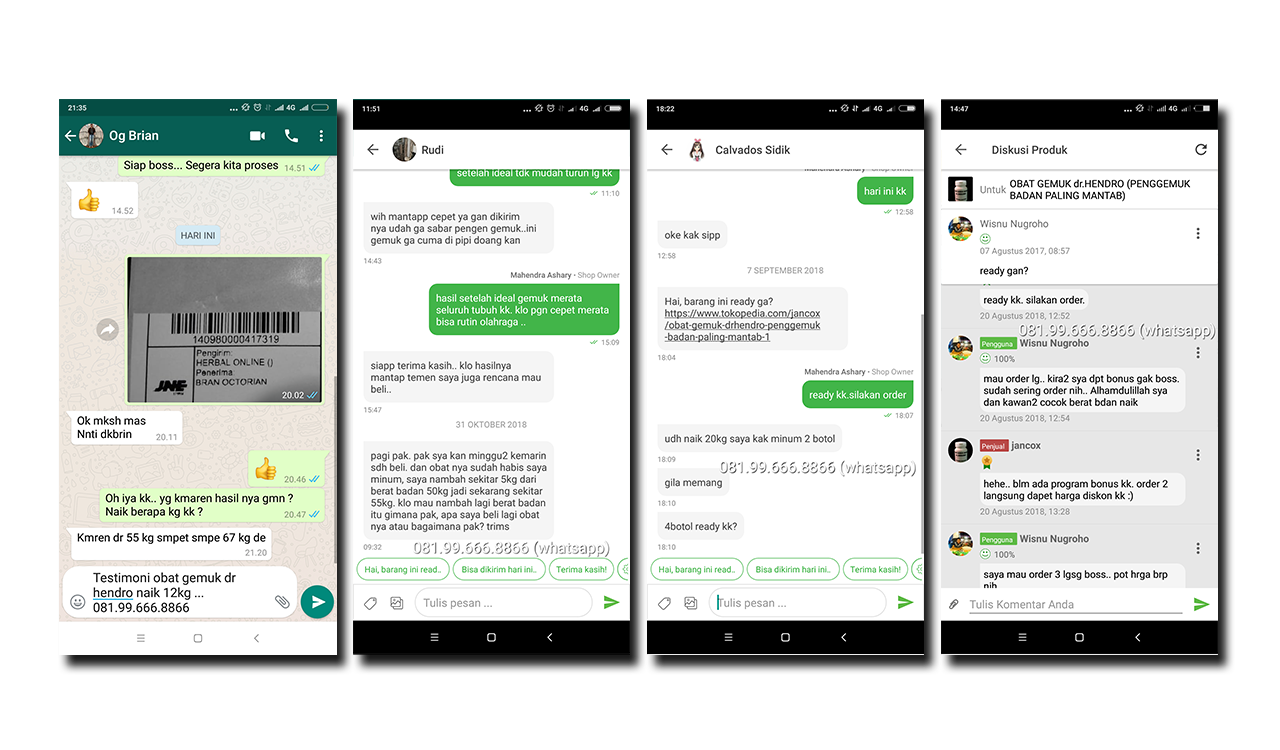 21:35
... 4G
Og Brian
Siap boss... Segera kita proses
14.51
14.52
HARI INI
140980000417319
Pengirim:
HERBAL ONLINE ()
Penerima:
BRAN OCTORIAN
JNE
20.02
Ok mksh mas
Nnti dkbrin
20.11
20.46
Oh iya kk.. yg kmaren hasil nya gmn ?
Naik berapa kg kk ?
20.47
Kmren dr 55 kg smpet smpe 67 kg de
21.20
Testimoni obat gemuk dr
hendro naik 12kg ...
081.99.666.8866
11:51
... 4G
Rudi
setelah ideal tdk mudah turun lg kk
11:10
wih mantapp cepet ya gan dikirim
nya udah ga sabar pengen gemuk..ini
gemuk ga cuma di pipi doang kan
14:43
Mahendra Ashary • Shop Owner
hasil setelah ideal gemuk merata
seluruh tubuh kk. klo pgn cepet merata
bisa rutin olahraga ..
15:09
siapp terima kasih.. klo hasilnya
mantap temen saya juga rencana mau
beli..
15:47
31 OKTOBER 2018
pagi pak. pak sya kan minggu2 kemarin
sdh beli. dan obat nya sudah habis saya
minum, saya nambah sekitar 5kg dari
berat badan 50kg jadi sekarang sekitar
55kg. klo mau nambah lagi berat badan
itu gimana pak, apa saya beli lagi obat
nya atau bagaimana pak? trims
09:32
081.99.666.8866 (whatsapp)
Hai, barang ini read..
Bisa dikirim hari ini..
Terima kasih!
Tulis pesan ...
18:22
... 4G
Calvados Sidik
Mahendra Ashary • Shop Owner
hari ini kk
12:58
oke kak sipp
12:58
7 SEPTEMBER 2018
Hai, barang ini ready ga?
https://www.tokopedia.com/jancox
/obat-gemuk-drhendro-penggemuk
-badan-paling-mantab-1
18:04
Mahendra Ashary • Shop Owner
ready kk.silakan order
18:07
udh naik 20kg saya kak minum 2 botol
18:09
081.99.666.8866 (whatsapp)
gila memang
18:10
4botol ready kk?
18:10
Hai, barang ini read..
Bisa dikirim hari ini..
Terima kasih!
Tulis pesan ...
14:47
... 4G
Diskusi Produk
Untuk OBAT GEMUK dr.HENDRO (PENGGEMUK
BADAN PALING MANTAB)
Wisnu Nugroho
07 Agustus 2017, 08:57
ready gan?
ready kk. silakan order.
20 Agustus 2018, 12:52
081.99.666.8866 (whatsapp)
Pengguna Wisnu Nugroho
100%
mau order lg.. kira2 sya dpt bonus gak boss.
sudah sering order nih.. Alhamdulillah sya
dan kawan2 cocok berat bdan naik
20 Agustus 2018, 12:54
Penjual jancox
hehe.. blm ada program bonus kk. order 2
langsung dapet harga diskon kk :)
20 Agustus 2018, 13:28
Pengguna Wisnu Nugroho
100%
saya mau order 3 lgsg boss.. pot hrga brp
nih
Tulis Komentar Anda